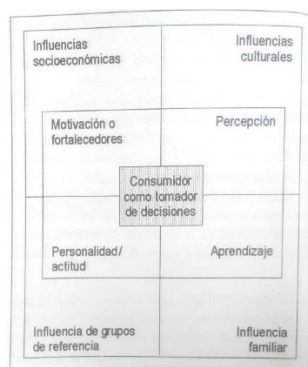 Influencias
socioeconómicas
Influencias
culturales
Motivación o
fortalecedores
Percepción
Consumidor
como tomador
de decisiones
Personalidad/
actitud
Aprendizaje
Influencia de grupos
de referencia
Influencia
familiar